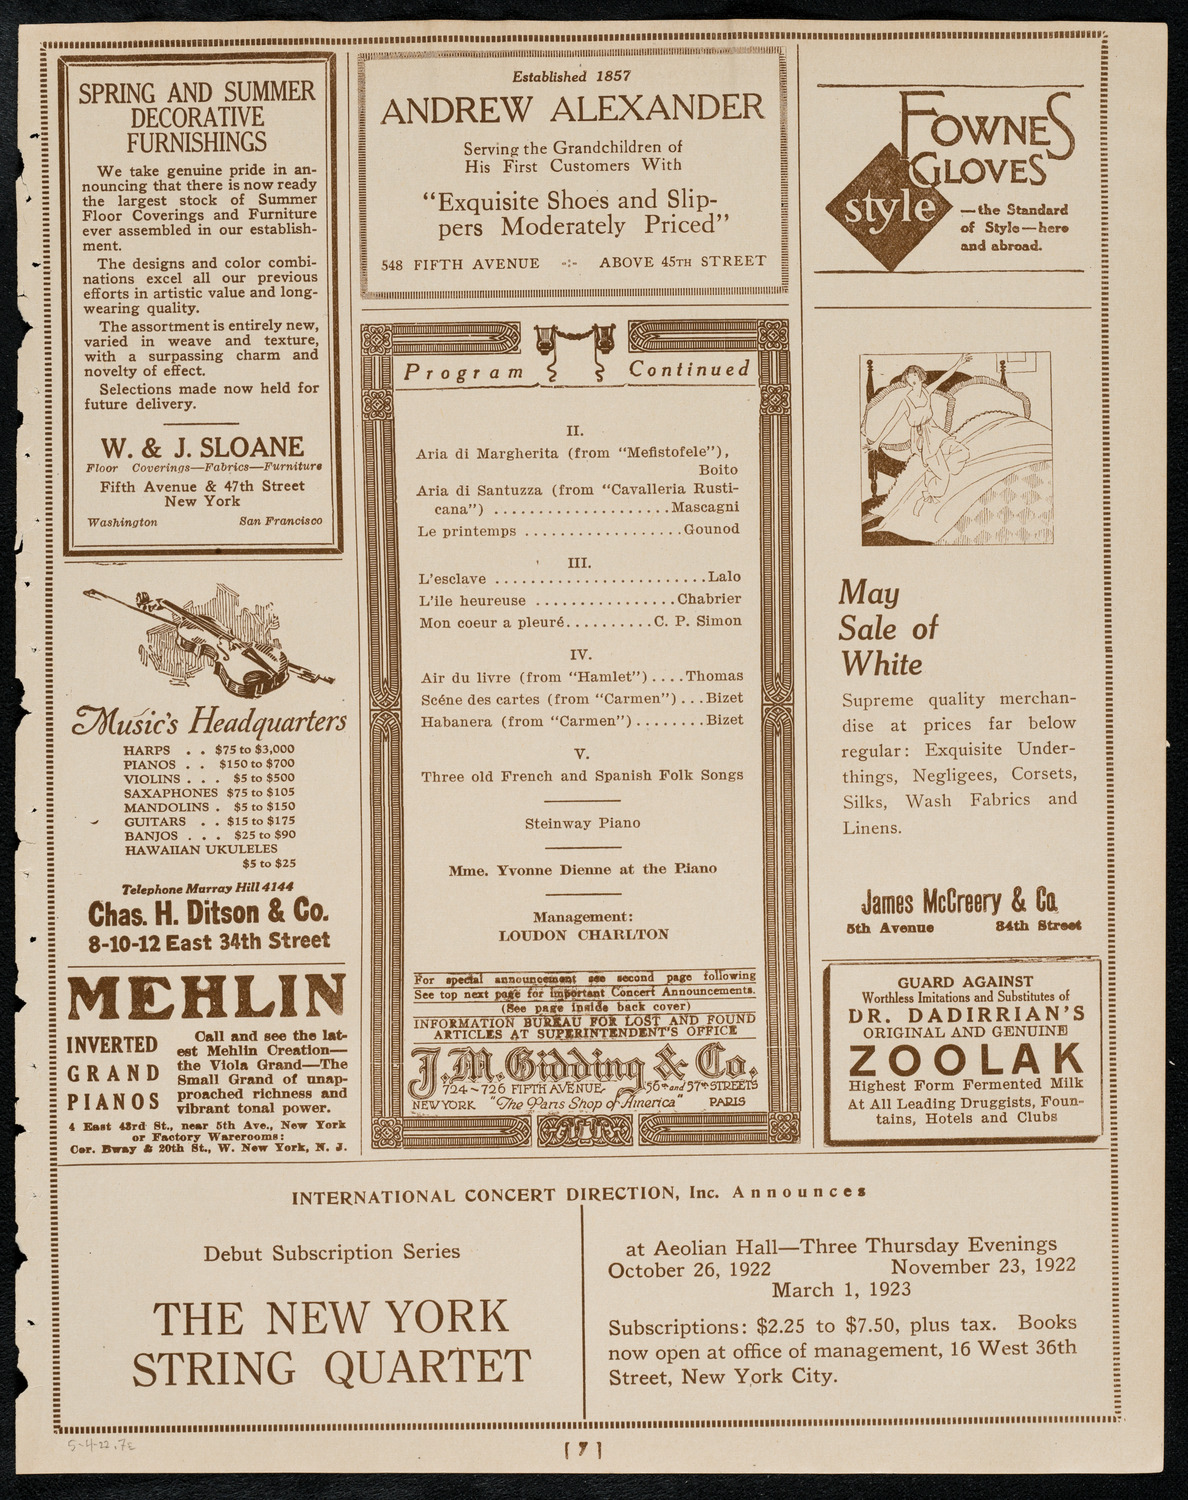 SPRING AND SUMMER
DECORATIVE
FURNISHINGS
We take genuine pride in an-
nouncing that there is now ready
the largest stock of Summer
Floor Coverings and Furniture
ever assembled in our establish-
ment.
The designs and color combi-
nations excel all our previous
efforts in artistic value and long-
wearing quality.
The assortment is entirely new,
varied in weave and texture,
with a surpassing charm and
novelty of effect.
Selections made now held for
future delivery.
W. & J. SLOANE
Floor Coverings—Fabrics—Furniture
Fifth Avenue & 47th Street
New York
Washington San Francisco
Music's Headquarters
HARPS . . $75 to $3,000
PIANOS . . $150 to $700
VIOLINS . . . $5 to $500
SAXAPHONES $75 to $105
MANDOLINS . $5 to $150
GUITARS . . $15 to $175
BANJOS . . . $25 to $90
HAWAIIAN UKULELES
$5 to $25
Telephone Murray Hill 4144
Chas. H. Ditson & Co.
8-10-12 East 34th Street
MEHLIN
INVERTED
GRAND
PIANOS
Call and see the lat-
est Mehlin Creation—
the Viola Grand—The
Small Grand of unap-
proached richness and
vibrant tonal power.
4 East 43rd St., near 5th Ave., New York
or Factory Warerooms:
Cor. Bway & 20th St., W. New York, N. J.
Established 1857
ANDREW ALEXANDER
Serving the Grandchildren of
His First Customers With
"Exquisite Shoes and Slip-
pers Moderately Priced"
548 FIFTH AVENUE -:- ABOVE 45TH STREET
Program Continued
II.
Aria di Margherita (from "Mefistofele"),
Boito
Aria di Santuzza (from "Cavalleria Rusti-
cana") ...................Mascagni
Le printemps ..................Gounod
III.
L'esclave ........................Lalo
L'ile heureuse ................Chabrier
Mon coeur a pleuré..........C. P. Simon
IV.
Air du livre (from "Hamlet") ....Thomas
Scéne des cartes (from "Carmen") ...Bizet
Habanera (from "Carmen") ........Bizet
V.
Three old French and Spanish Folk Songs
Steinway Piano
Mme. Yvonne Dienne at the Piano
Management:
LOUDON CHARLTON
For special announcement see second page following
See top next page for important Concert Announcements.
(See page inside back cover)
INFORMATION BUREAU FOR LOST AND FOUND
ARTICLES AT SUPERINTENDENT'S OFFICE
J.M. Gidding & Co.
724-726 FIFTH AVENUE. 56th and 57th STREETS
NEW YORK "The Paris Shop of America" PARIS
FOWNES
GLOVES
style
—the Standard
of Style—here
and abroad.
May
Sale of
White
Supreme quality merchan-
dise at prices far below
regular: Exquisite Under-
things, Negligees, Corsets,
Silks, Wash Fabrics and
Linens.
James McCreery & Co.
5th Avenue 34th Street
GUARD AGAINST
Worthless Imitations and Substitutes of
DR. DADIRRIAN'S
ORIGINAL AND GENUINE
ZOOLAK
Highest Form Fermented Milk
At All Leading Druggists, Foun-
tains, Hotels and Clubs
INTERNATIONAL CONCERT DIRECTION, Inc. Announces
Debut Subscription Series
THE NEW YORK
STRING QUARTET
at Aeolian Hall—Three Thursday Evenings
October 26, 1922 November 23, 1922
March 1, 1923
Subscriptions: $2.25 to $7.50, plus tax. Books
now open at office of management, 16 West 36th
Street, New York City.
5-4-22.7E
[ 7 ]